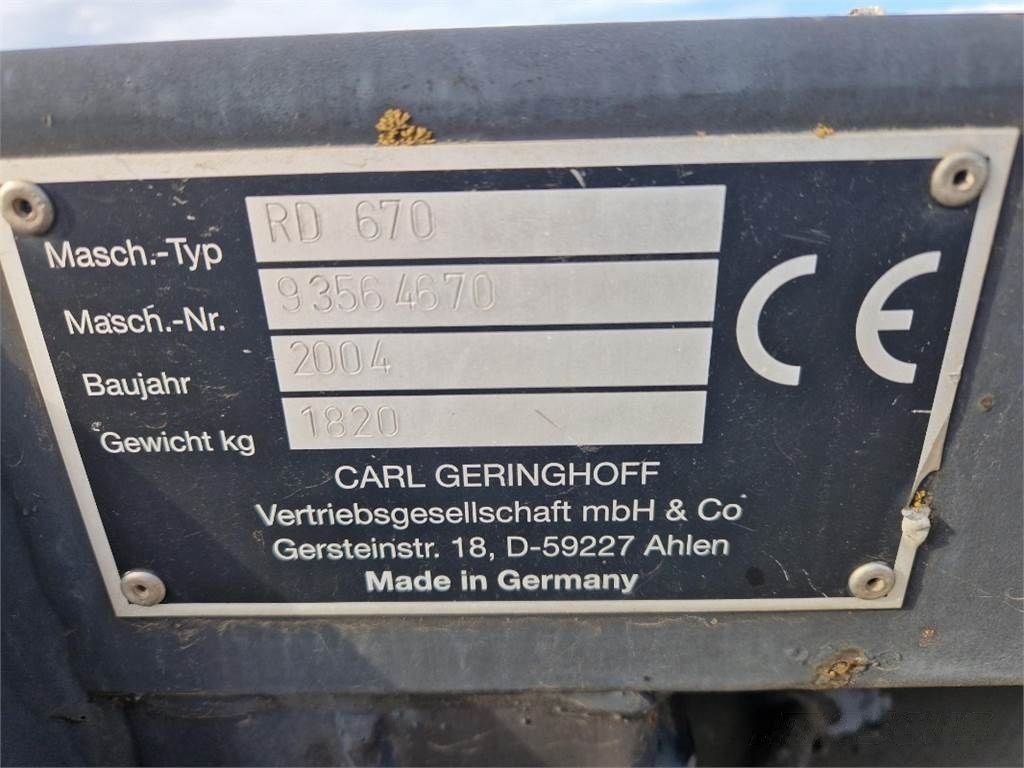 Masch.-Typ RD 670
Masch.-Nr. 93564670
Baujahr 2004
Gewicht kg 1820
CE
CARL GERINGHOFF
Vertriebsgesellschaft mbH & Co
Gersteinstr. 18, D-59227 Ahlen
Made in Germany